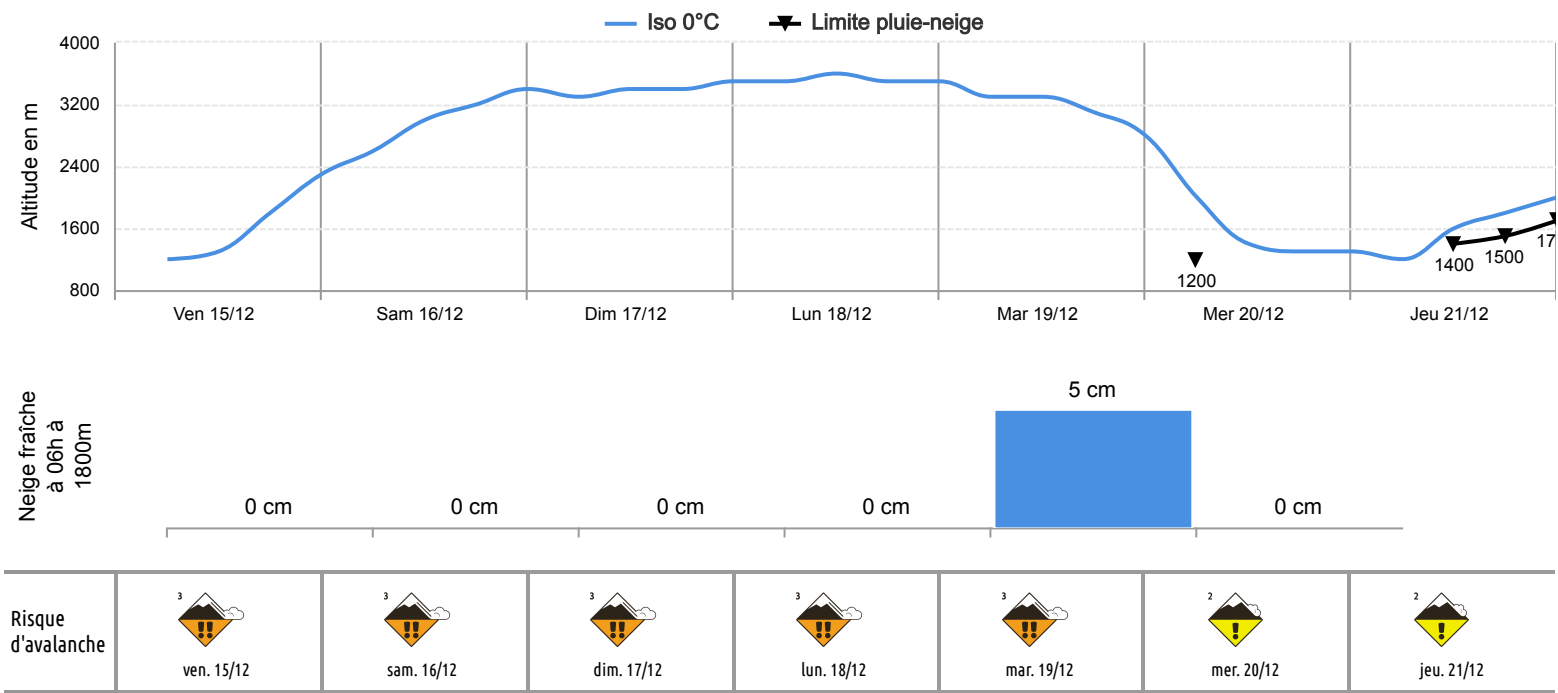 Iso 0°C Limite pluie-neige
4000
3200
2400
1600
800
Altitude en m
1200
1400
1500
Ven 15/12 Sam 16/12 Dim 17/12 Lun 18/12 Mar 19/12 Mer 20/12 Jeu 21/12
Neige fraîche
à 06h à
1800m
0 cm 0 cm 0 cm 0 cm 5 cm 0 cm
Risque
d'avalanche
3 3 3 3 3 2 2
!! !! !! !! !! ! !
ven. 15/12 sam. 16/12 dim. 17/12 lun. 18/12 mar. 19/12 mer. 20/12 jeu. 21/12